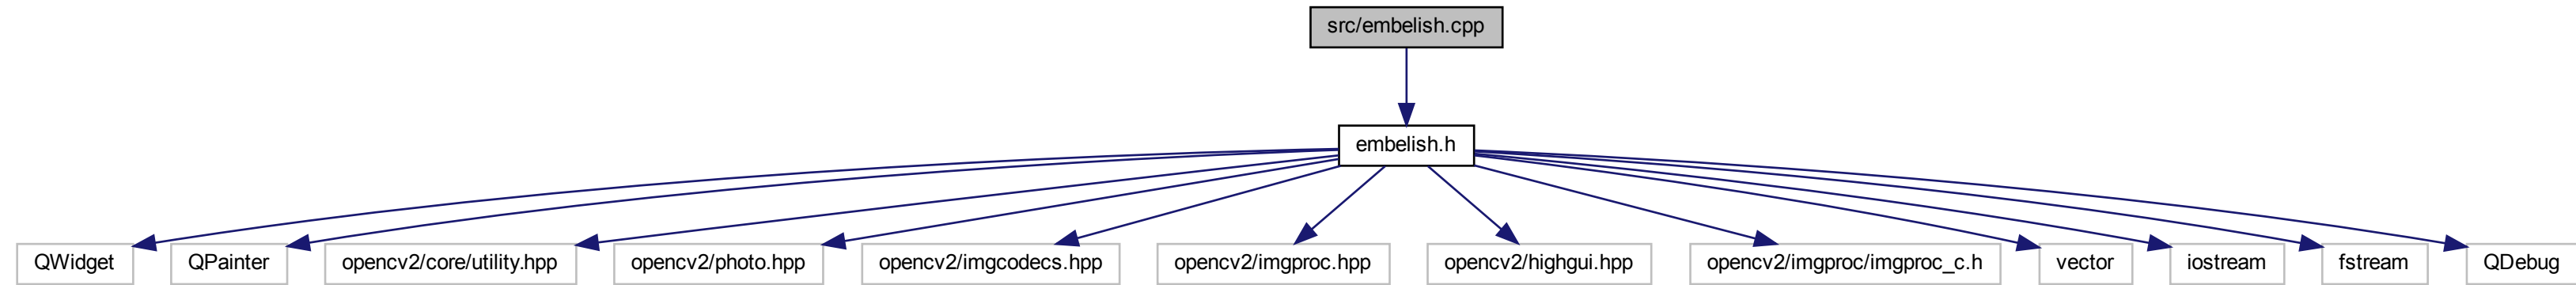 src/embelish.cpp
embelish.h
QWidget
QPainter
opencv2/core/utility.hpp
opencv2/photo.hpp
opencv2/imgcodecs.hpp
opencv2/imgproc.hpp
opencv2/highgui.hpp
opencv2/imgproc/imgproc_c.h
vector
iostream
fstream
QDebug